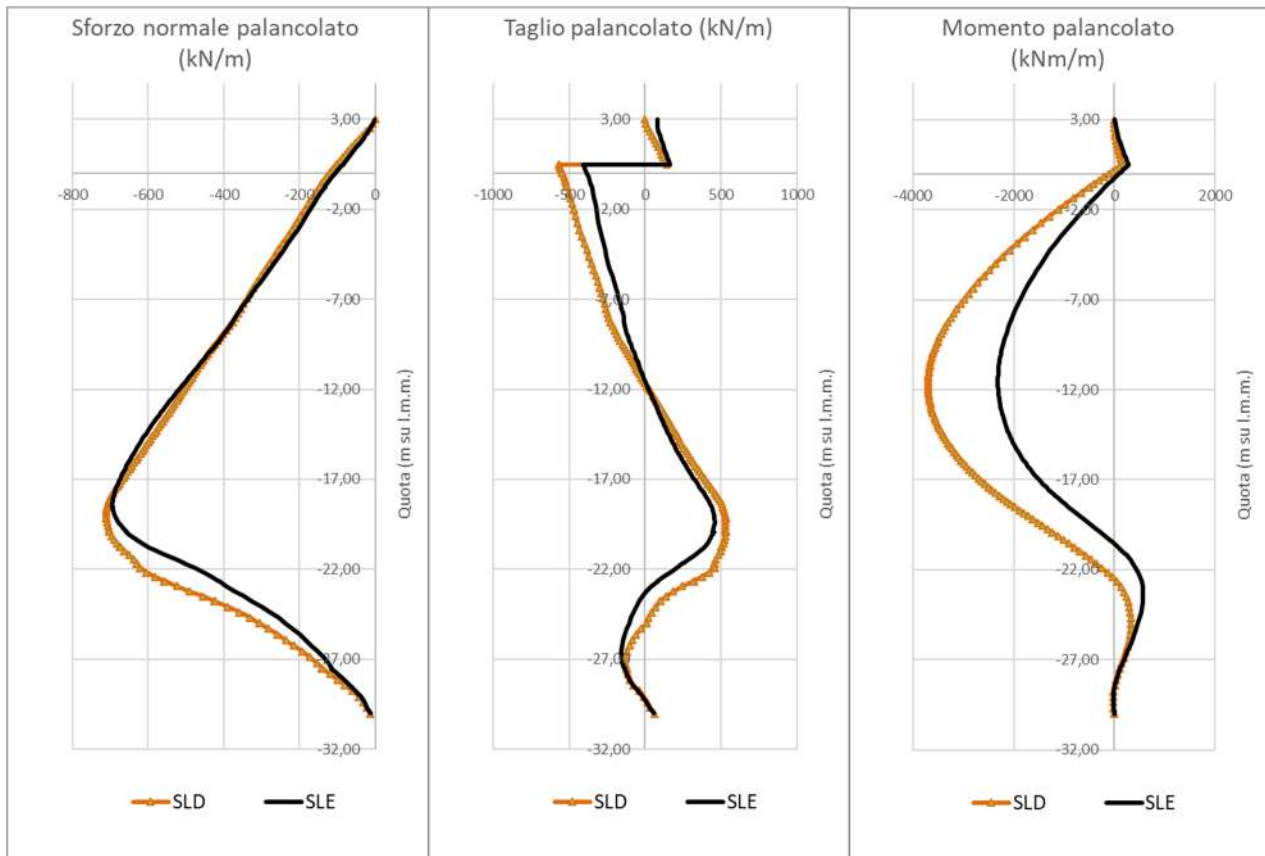 Sforzo normale palancolato
(kN/m)
-800
-600
-400
-200
0
3,00
-2,00
-7,00
-12,00
-17,00
-22,00
-27,00
-32,00
Quota (m su l.m.m.)
SLD
SLE
Taglio palancolato (kN/m)
-1000
-500
0
500
1000
3,00
2,00
-7,00
-12,00
-17,00
-22,00
-27,00
-32,00
Quota (m su l.m.m.)
SLD
SLE
Momento palancolato
(kNm/m)
-4000
-2000
0
2000
3,00
-2,00
-7,00
-12,00
-17,00
-22,00
-27,00
-32,00
Quota (m su l.m.m.)
SLD
SLE